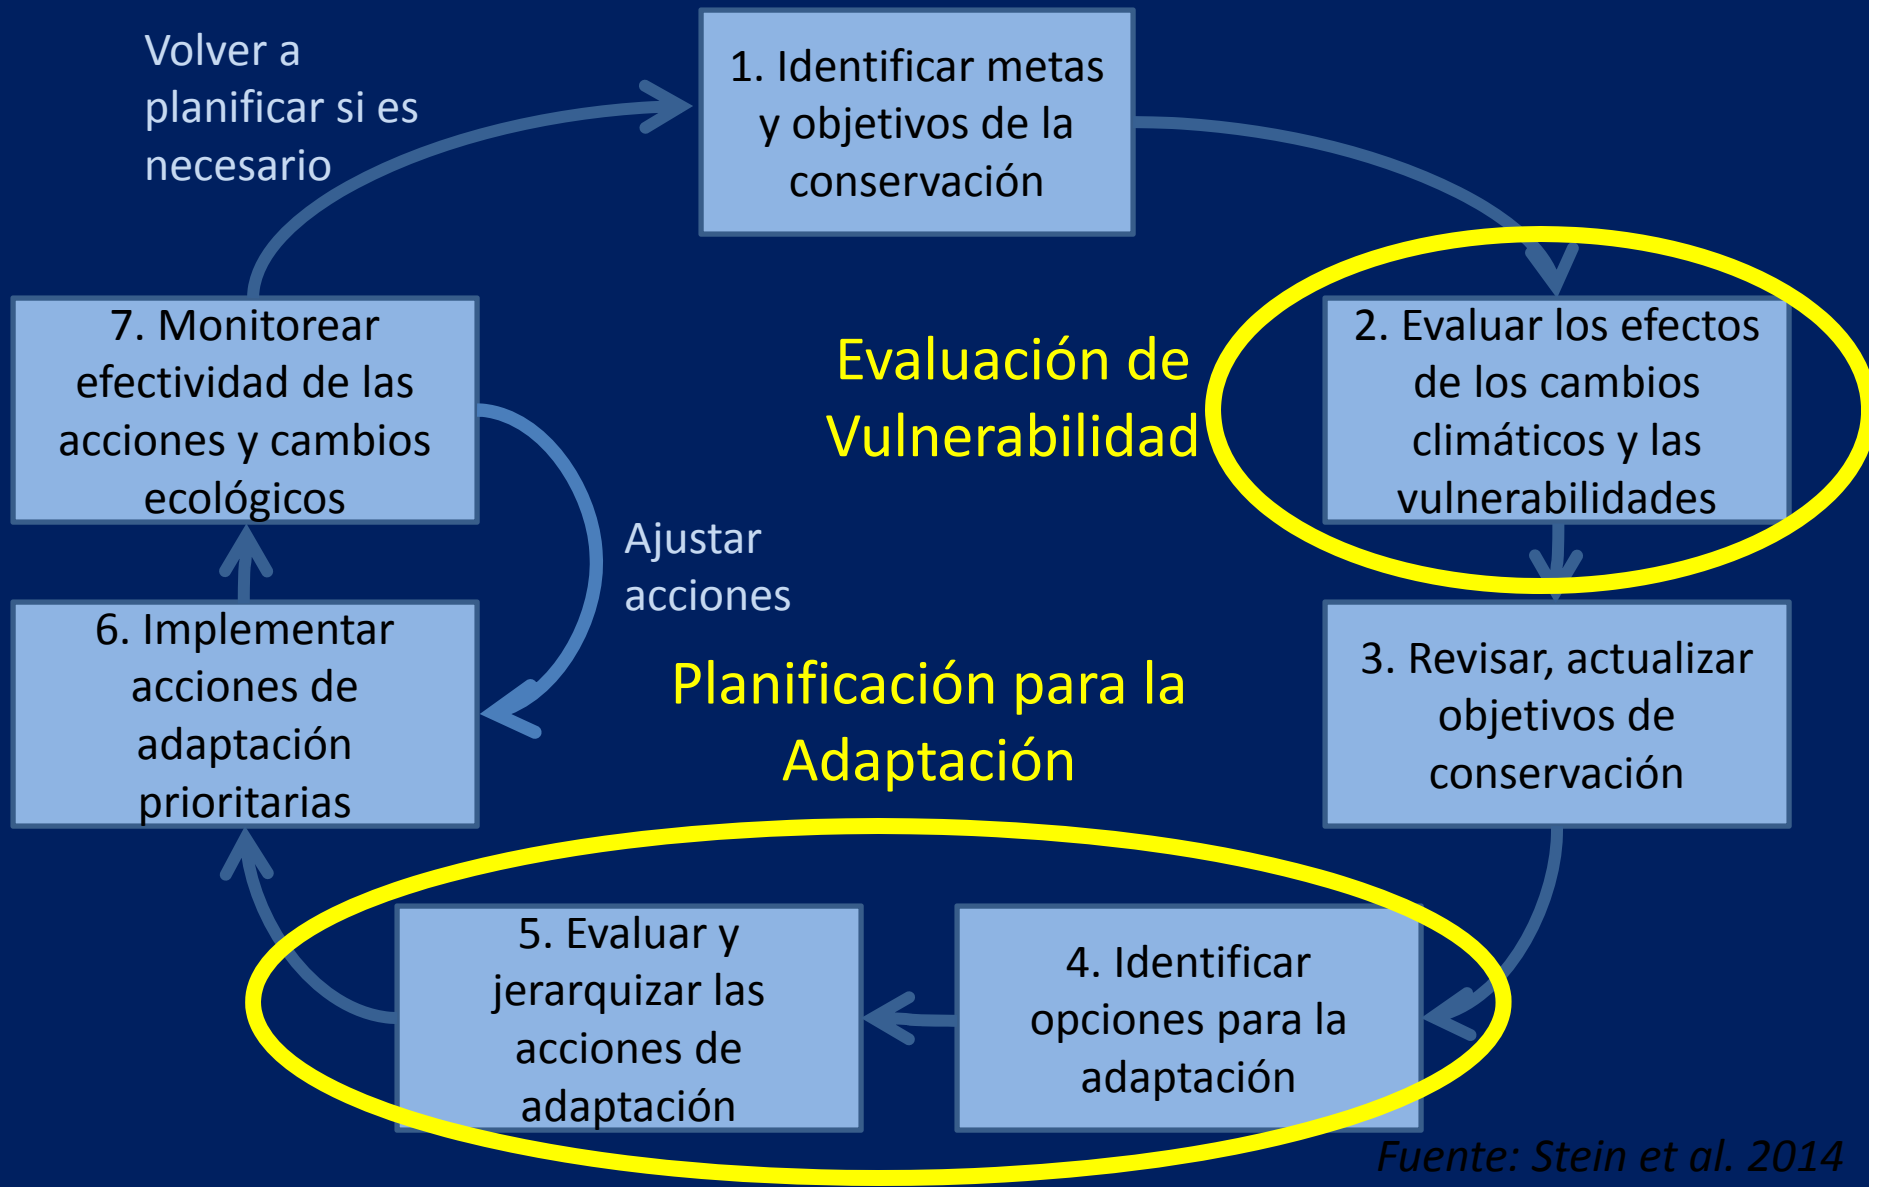 Volver a
planificar si es
necesario
1. Identificar metas
y objetivos de la
conservación
2. Evaluar los efectos
de los cambios
climáticos y las
vulnerabilidades
Evaluación de
Vulnerabilidad
3. Revisar, actualizar
objetivos de
conservación
4. Identificar
opciones para la
adaptación
5. Evaluar y
jerarquizar las
acciones de
adaptación
Planificación para la
Adaptación
6. Implementar
acciones de
adaptación
prioritarias
7. Monitorear
efectividad de las
acciones y cambios
ecológicos
Ajustar
acciones
Fuente: Stein et al. 2014